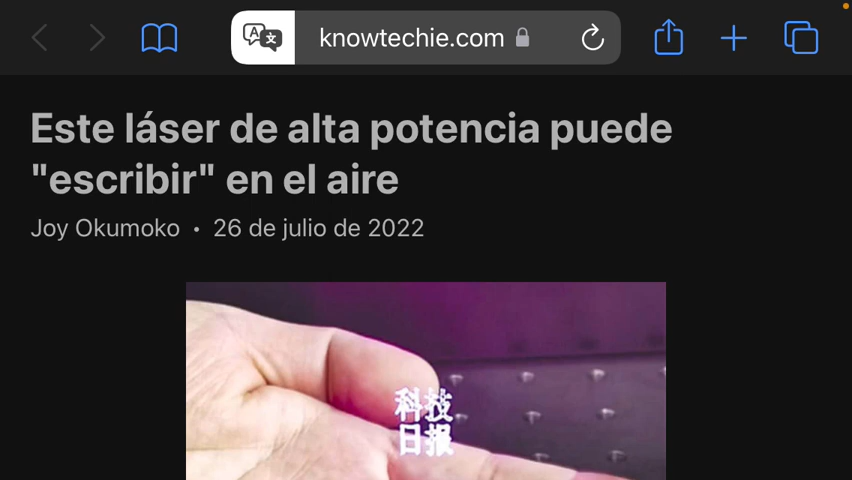 knowtechie.com
Este láser de alta potencia puede
"escribir" en el aire
Joy Okumoko • 26 de julio de 2022
科技
日报